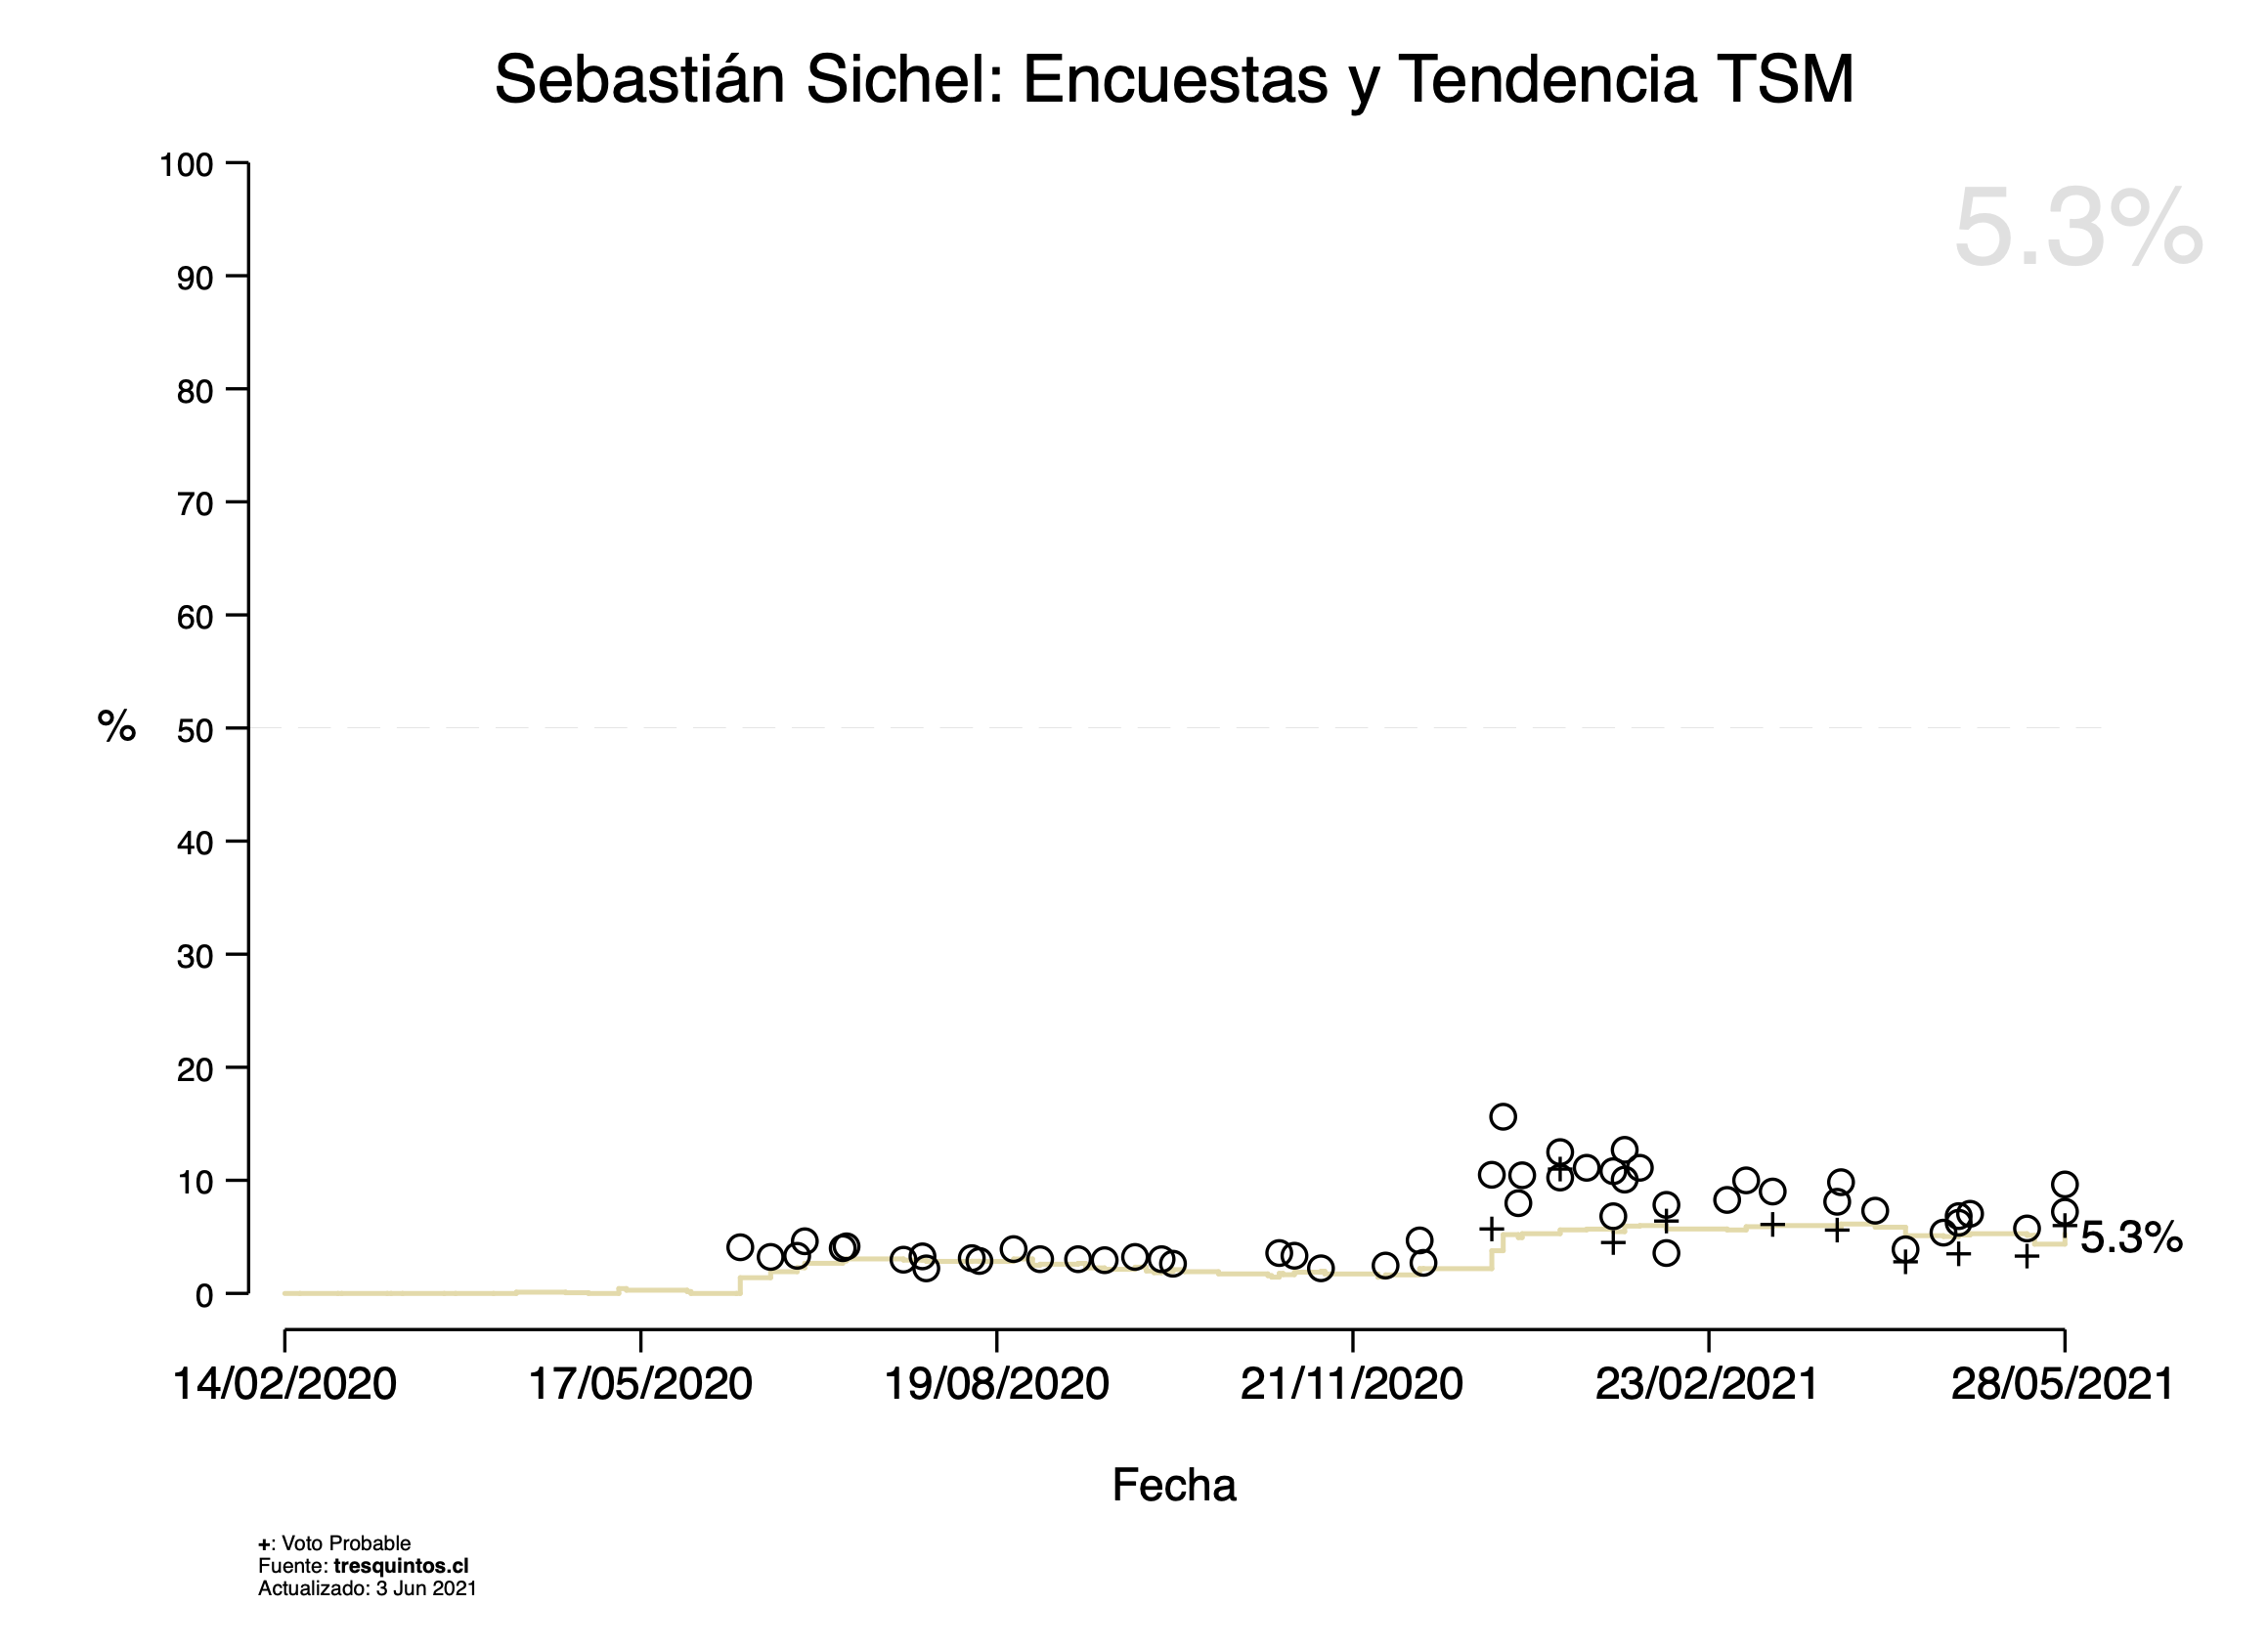 Sebastián Sichel: Encuestas y Tendencia TSM
5.3%
100
90
80
70
60
% 50
40
30
20
10
0
5.3%
14/02/2020 17/05/2020 19/08/2020 21/11/2020 23/02/2021 28/05/2021
Fecha
+: Voto Probable
Fuente: tresquintos.cl
Actualizado: 3 Jun 2021